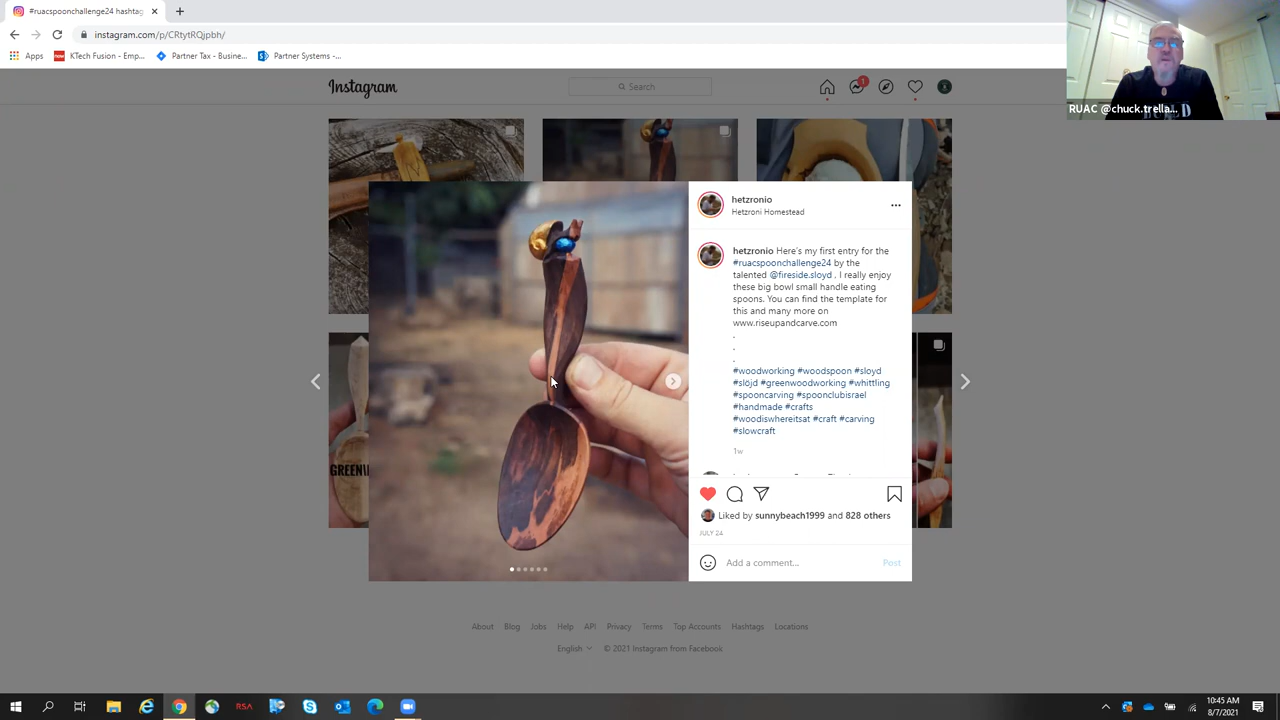 #ruacspoonchallenge24 hashtag
instagram.com/p/CRtytRQjpbh/
Apps
KTech Fusion - Emp...
Partner Tax - Busine...
Partner Systems -...
RUAC @chuck.trella...
Instagram
Search
1
hetzronio
Hetzroni Homestead
hetzronio Here's my first entry for the
#ruacspoonchallenge24 by the
talented @fireside.sloyd , I really enjoy
these big bowl small handle eating
spoons. You can find the template for
this and many more on
www.riseupandcarve.com
.
.
.
#woodworking #woodspoon #sloyd
#slöjd #greenwoodworking #whittling
#spooncarving #spoonclubisrael
#handmade #crafts
#woodiswhereitsat #craft #carving
#slowcraft
1w
GREENW
Liked by sunnybeach1999 and 828 others
JULY 24
Add a comment...
Post
About Blog Jobs Help API Privacy Terms Top Accounts Hashtags Locations
English © 2021 Instagram from Facebook
RSA
10:45 AM
8/7/2021